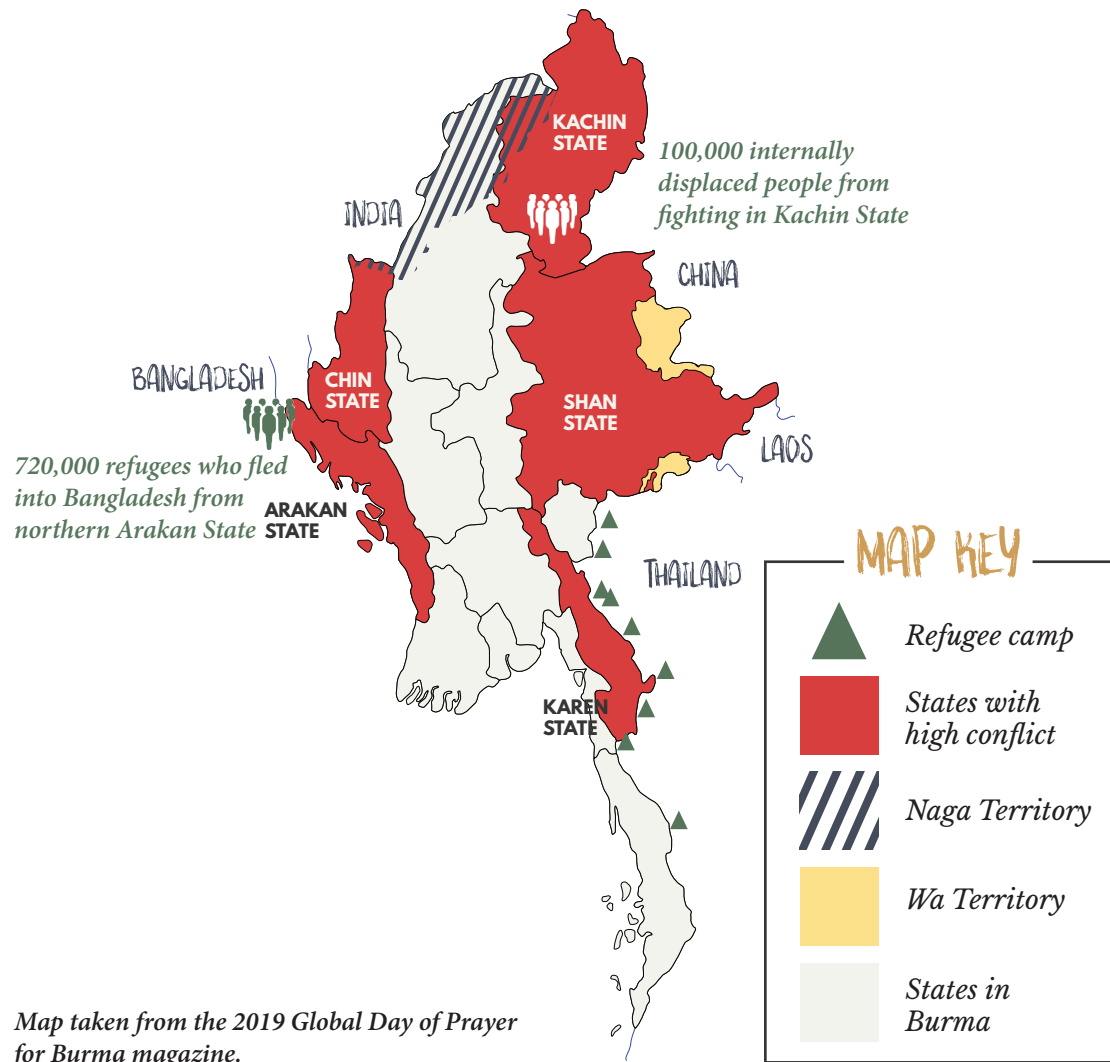 KACHIN
STATE
100,000 internally
displaced people from
fighting in Kachin State
INDIA
CHINA
BANGLADESH
CHIN
STATE
SHAN
STATE
LAOS
720,000 refugees who fled
into Bangladesh from
northern Arakan State
ARAKAN
STATE
THAILAND
KAREN
STATE
MAP KEY
Refugee camp
States with
high conflict
Naga Territory
Wa Territory
States in
Burma
Map taken from the 2019 Global Day of Prayer
for Burma magazine.